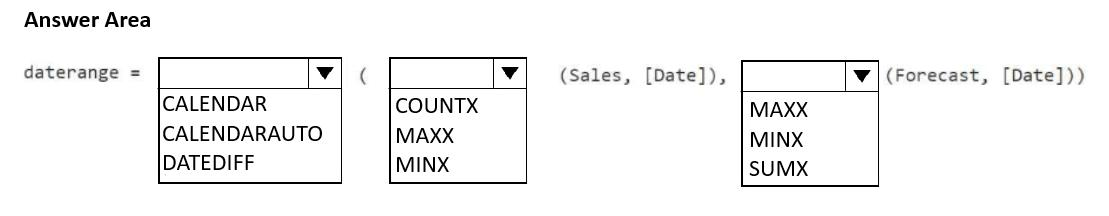 Answer Area
daterange = ( (Sales, [Date]), (Forecast, [Date]))
CALENDAR
CALENDARAUTO
DATEDIFF
COUNTX
MAXX
MINX
MAXX
MINX
SUMX